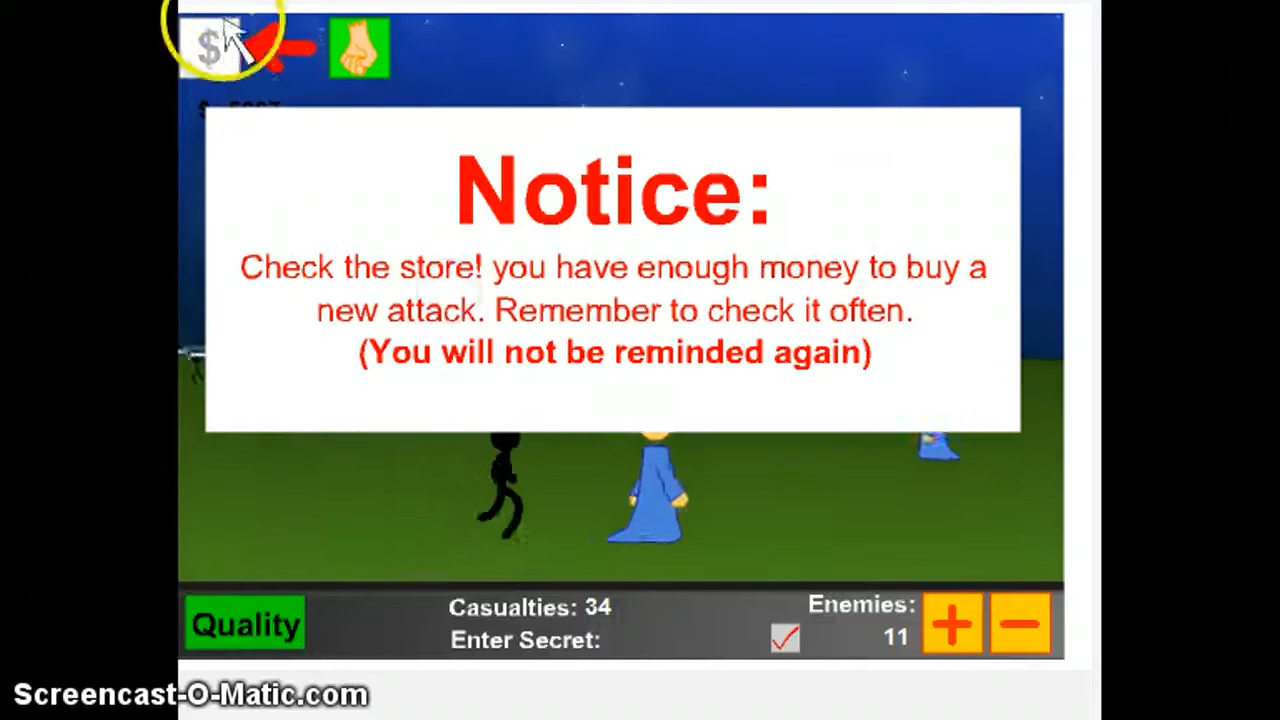 $
Notice:
Check the store! you have enough money to buy a
new attack. Remember to check it often.
(You will not be reminded again)
Quality
Casualties: 34
Enter Secret:
Enemies:
11
Screencast-O-Matic.com